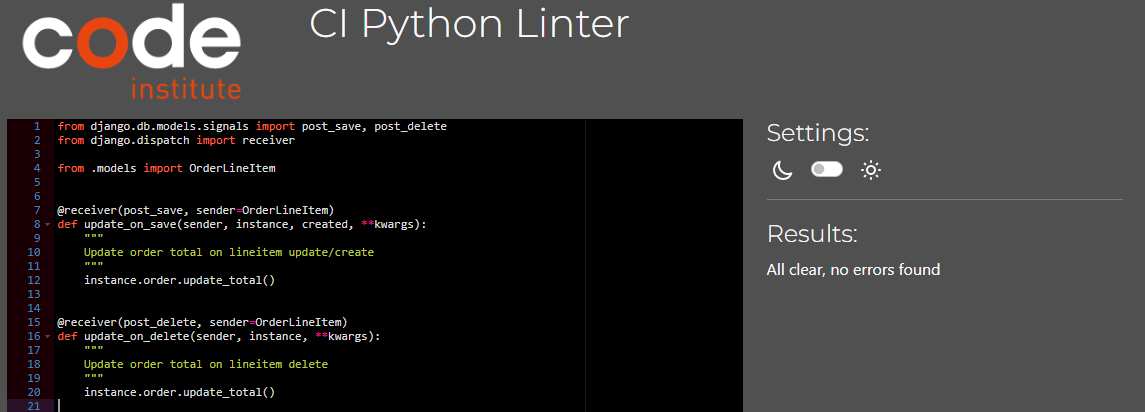 code
institute
CI Python Linter
1 from django.db.models.signals import post_save, post_delete
2 from django.dispatch import receiver
3
4 from .models import OrderLineItem
5
6
7 @receiver(post_save, sender=OrderLineItem)
8 def update_on_save(sender, instance, created, **kwargs):
9     """
10     Update order total on lineitem update/create
11     """
12     instance.order.update_total()
13
14
15 @receiver(post_delete, sender=OrderLineItem)
16 def update_on_delete(sender, instance, **kwargs):
17     """
18     Update order total on lineitem delete
19     """
20     instance.order.update_total()
21
Settings:
Results:
All clear, no errors found